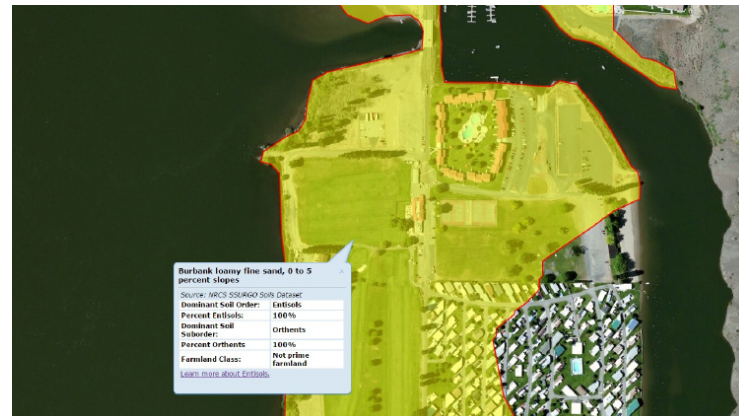 Burbank loamy fine sand, 0 to 5
percent slopes
x
Source: NRCS SSURGO Soils Dataset
Dominant Soil Order: Entisols
Percent Entisols: 100%
Dominant Soil
Suborder: Orthents
Percent Orthents 100%
Farmland Class: Not prime
farmland
Learn more about Entisols.